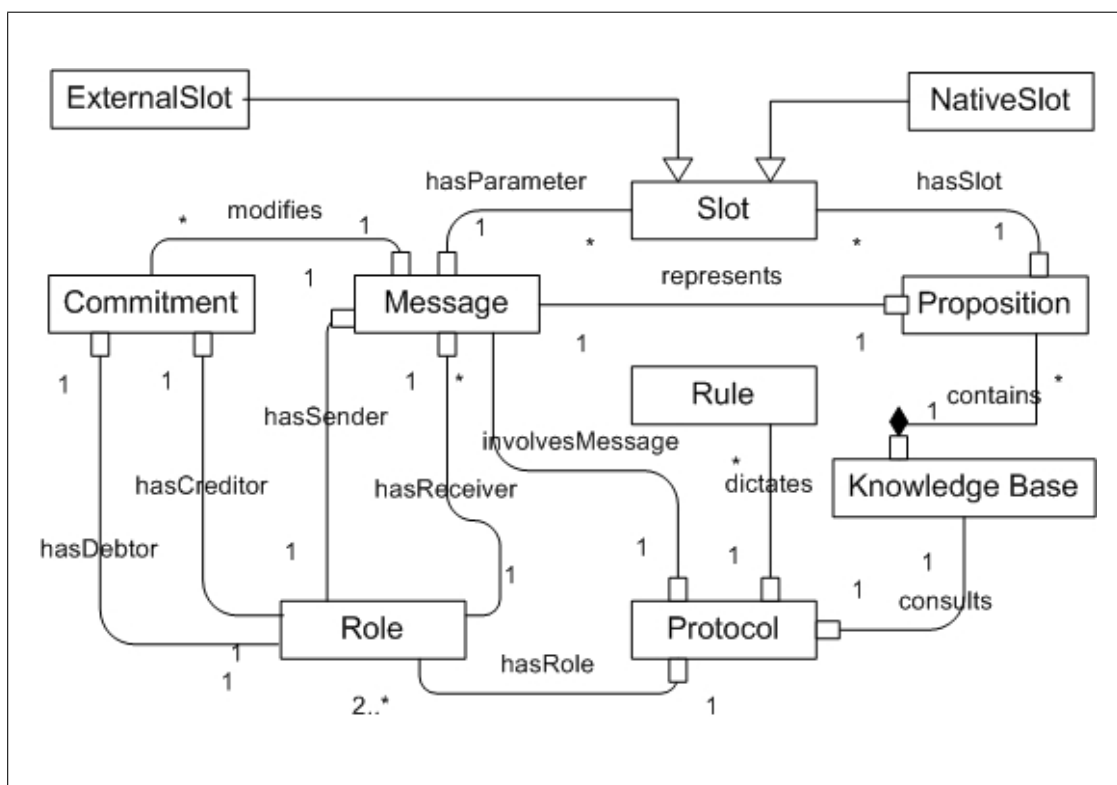 ExternalSlot
NativeSlot
hasParameter
Slot
hasSlot
* modifies 1
1
* *
1
1
represents
Commitment
Message
Proposition
1 1
1
1 *
1
1
Rule
contains
*
1
hasSender
involvesMessage
*
dictates
Knowledge Base
hasCreditor
hasReceiver
hasDebtor
1
1
1
1
1
1
consults
Role
Protocol
1
1
hasRole
2..*
1